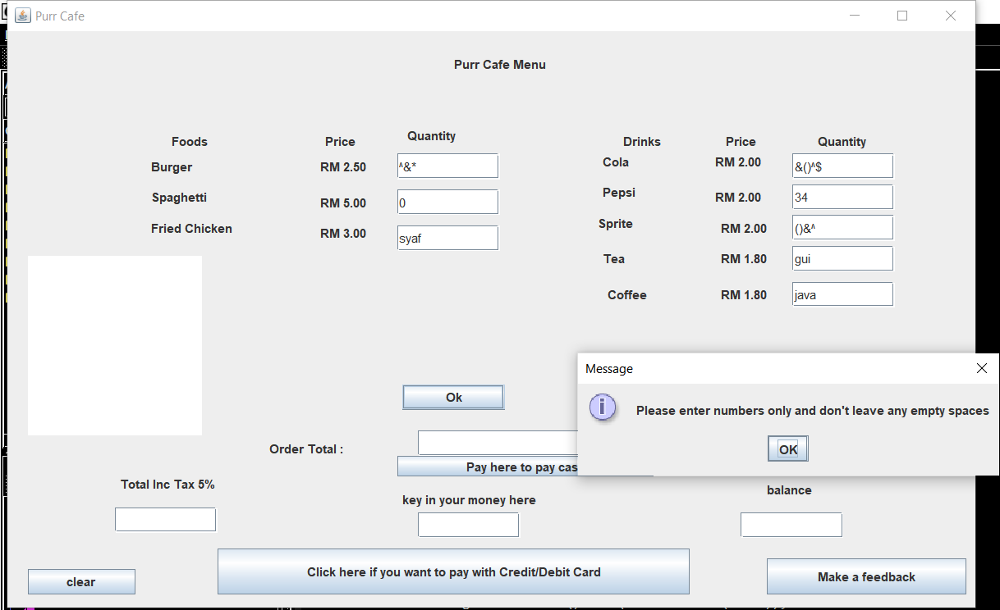 Purr Cafe
Purr Cafe Menu
Foods Price Quantity Drinks Price Quantity
Burger RM 2.50 ^&* Cola RM 2.00 &()^$
Spaghetti RM 5.00 0 Pepsi RM 2.00 34
Fried Chicken RM 3.00 syaf Sprite RM 2.00 ()&^
Tea RM 1.80 gui
Coffee RM 1.80 java
Message
Please enter numbers only and don't leave any empty spaces
OK
Ok
Order Total :
Pay here to pay cas
Total Inc Tax 5% key in your money here balance
Click here if you want to pay with Credit/Debit Card
clear Make a feedback